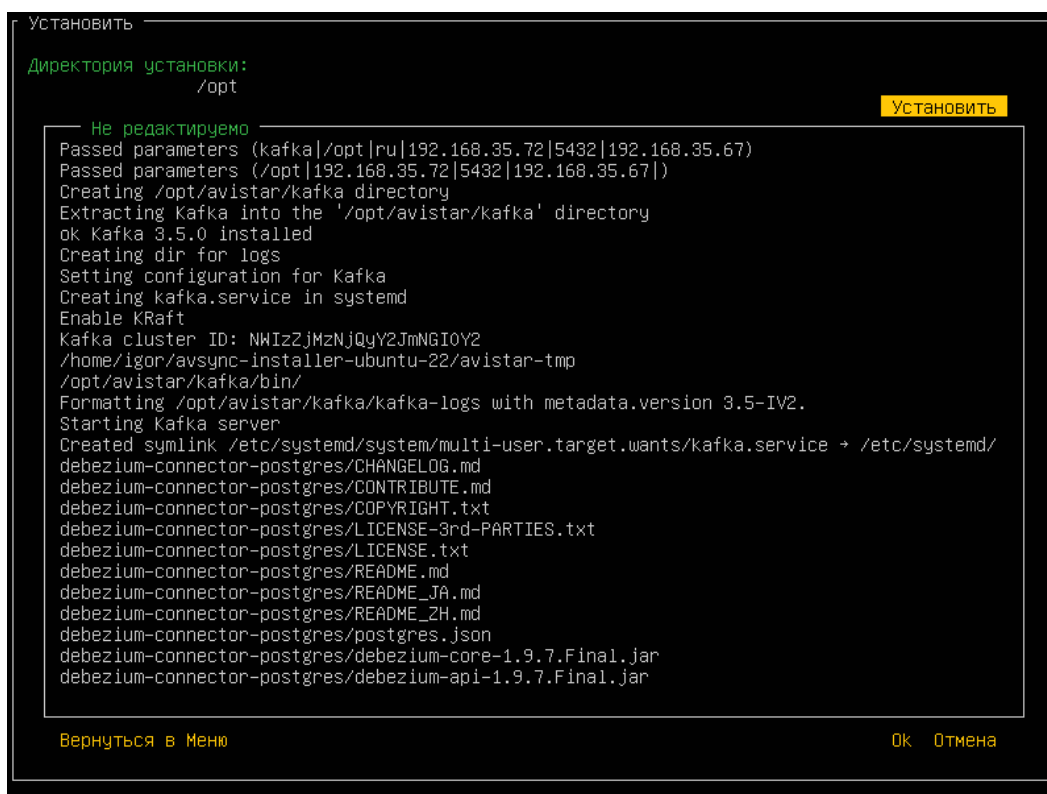 Установить
Директория установки:
/opt
Установить
Не редактируемо
Passed parameters (kafka|/opt|ru|192.168.35.72|5432|192.168.35.67)
Passed parameters (/opt|192.168.35.72|5432|192.168.35.67|)
Creating /opt/avistar/kafka directory
Extracting Kafka into the '/opt/avistar/kafka' directory
ok Kafka 3.5.0 installed
Creating dir for logs
Setting configuration for Kafka
Creating kafka.service in systemd
Enable KRaft
Kafka cluster ID: NWIzZjMzNjQyY2JmNGI0Y2
/home/igor/avsync-installer-ubuntu-22/avistar-tmp
/opt/avistar/kafka/bin/
Formatting /opt/avistar/kafka/kafka-logs with metadata.version 3.5-IV2.
Starting Kafka server
Created symlink /etc/systemd/system/multi-user.target.wants/kafka.service → /etc/systemd/
debezium-connector-postgres/CHANGELOG.md
debezium-connector-postgres/CONTRIBUTE.md
debezium-connector-postgres/COPYRIGHT.txt
debezium-connector-postgres/LICENSE-3rd-PARTIES.txt
debezium-connector-postgres/LICENSE.txt
debezium-connector-postgres/README.md
debezium-connector-postgres/README_JA.md
debezium-connector-postgres/README_ZH.md
debezium-connector-postgres/postgres.json
debezium-connector-postgres/debezium-core-1.9.7.Final.jar
debezium-connector-postgres/debezium-api-1.9.7.Final.jar
Вернуться в Меню Ok Отмена